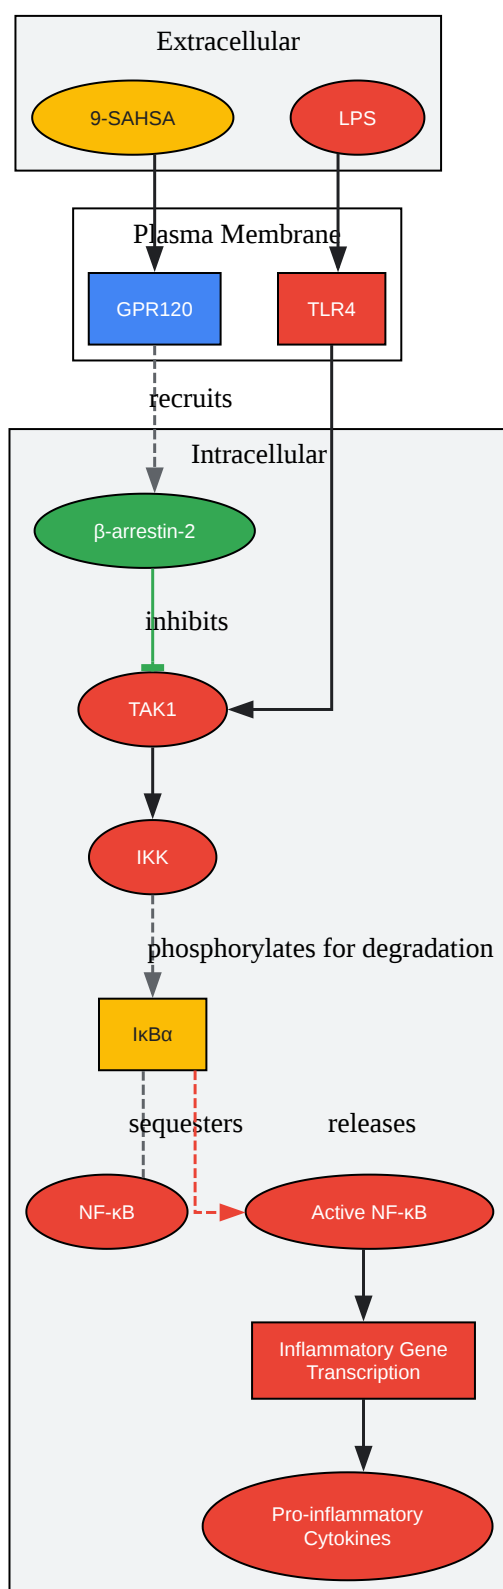 Extracellular
9-SAHSA
LPS
Plasma Membrane
GPR120
TLR4
recruits
Intracellular
β-arrestin-2
inhibits
TAK1
IKK
phosphorylates for degradation
IκBα
sequesters
releases
NF-κB
Active NF-κB
Inflammatory Gene
Transcription
Pro-inflammatory
Cytokines